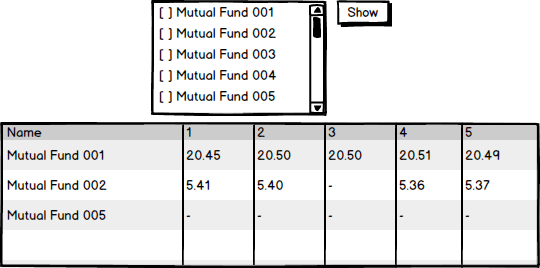 [ ] Mutual Fund 001
Show
[ ] Mutual Fund 002
[ ] Mutual Fund 003
[ ] Mutual Fund 004
[ ] Mutual Fund 005
Name 1 2 3 4 5
Mutual Fund 001 20.45 20.50 20.50 20.51 20.49
Mutual Fund 002 5.41 5.40 - 5.36 5.37
Mutual Fund 005 - - - - -